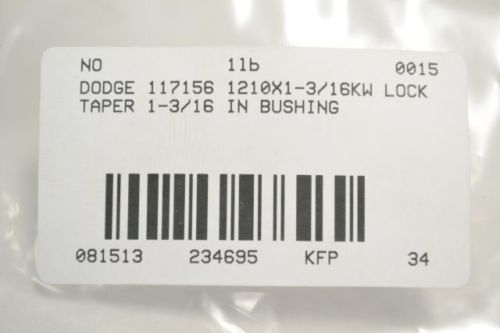 NO 1lb 0015
DODGE 117156 1210X1-3/16KW LOCK
TAPER 1-3/16 IN BUSHING
081513 234695 KFP 34